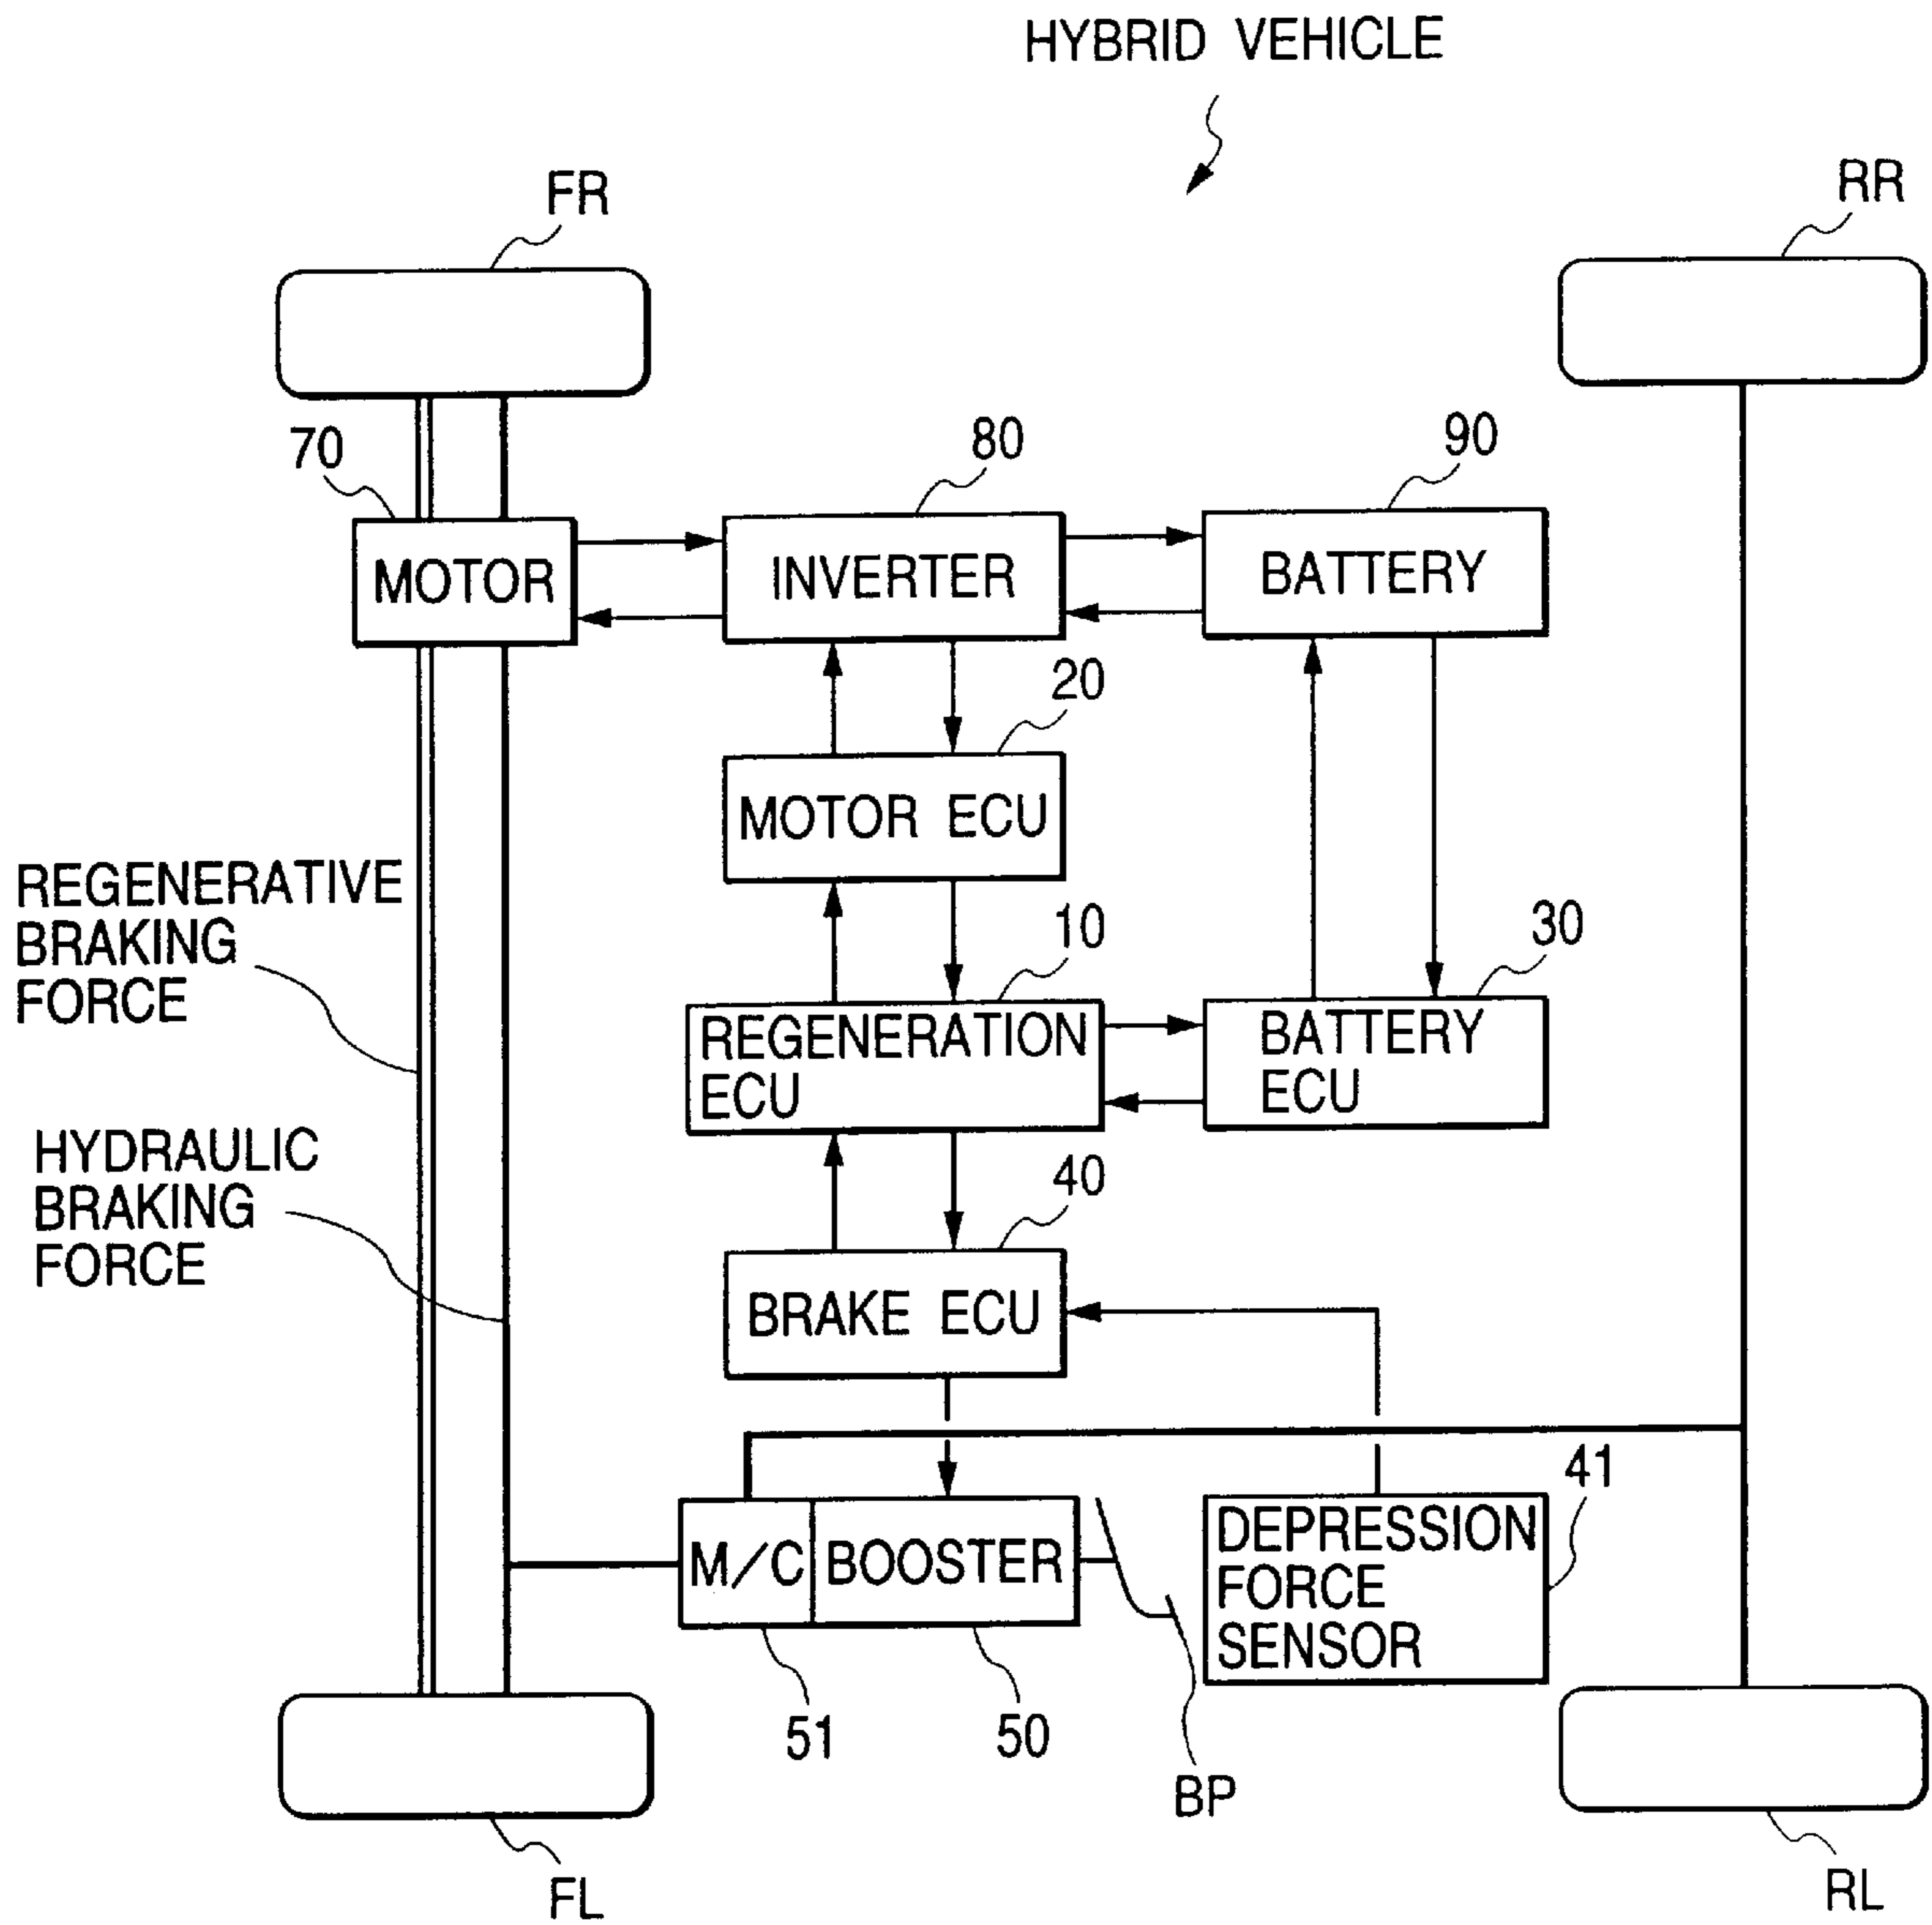 HYBRID VEHICLE
FR
RR
70
80
90
MOTOR
INVERTER
BATTERY
20
MOTOR ECU
REGENERATIVE
BRAKING
FORCE
10
30
REGENERATION
ECU
BATTERY
ECU
HYDRAULIC
BRAKING
FORCE
40
BRAKE ECU
41
M/C
BOOSTER
DEPRESSION
FORCE
SENSOR
51
50
BP
FL
RL